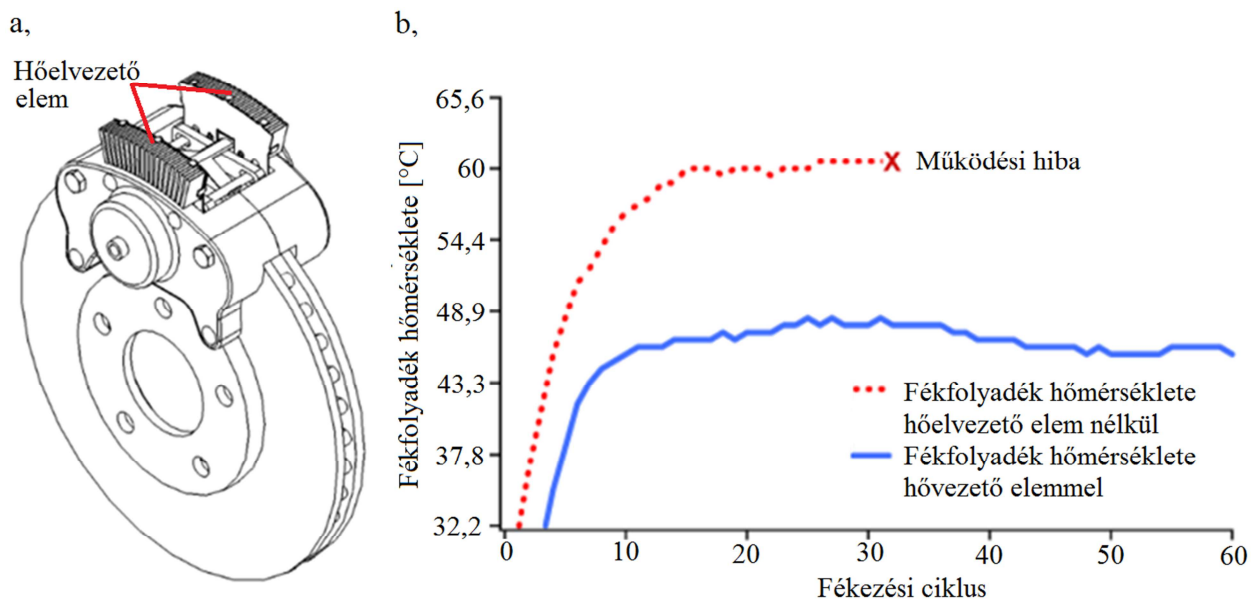 a,
Hőelvezető
elem
b,
Fékfolyadék hőmérséklete [°C]
65,6
60
54,4
48,9
43,3
37,8
32,2
Működési hiba
Fékfolyadék hőmérséklete
hőelvezető elem nélkül
Fékfolyadék hőmérséklete
hővezető elemmel
0 10 20 30 40 50 60
Fékezési ciklus